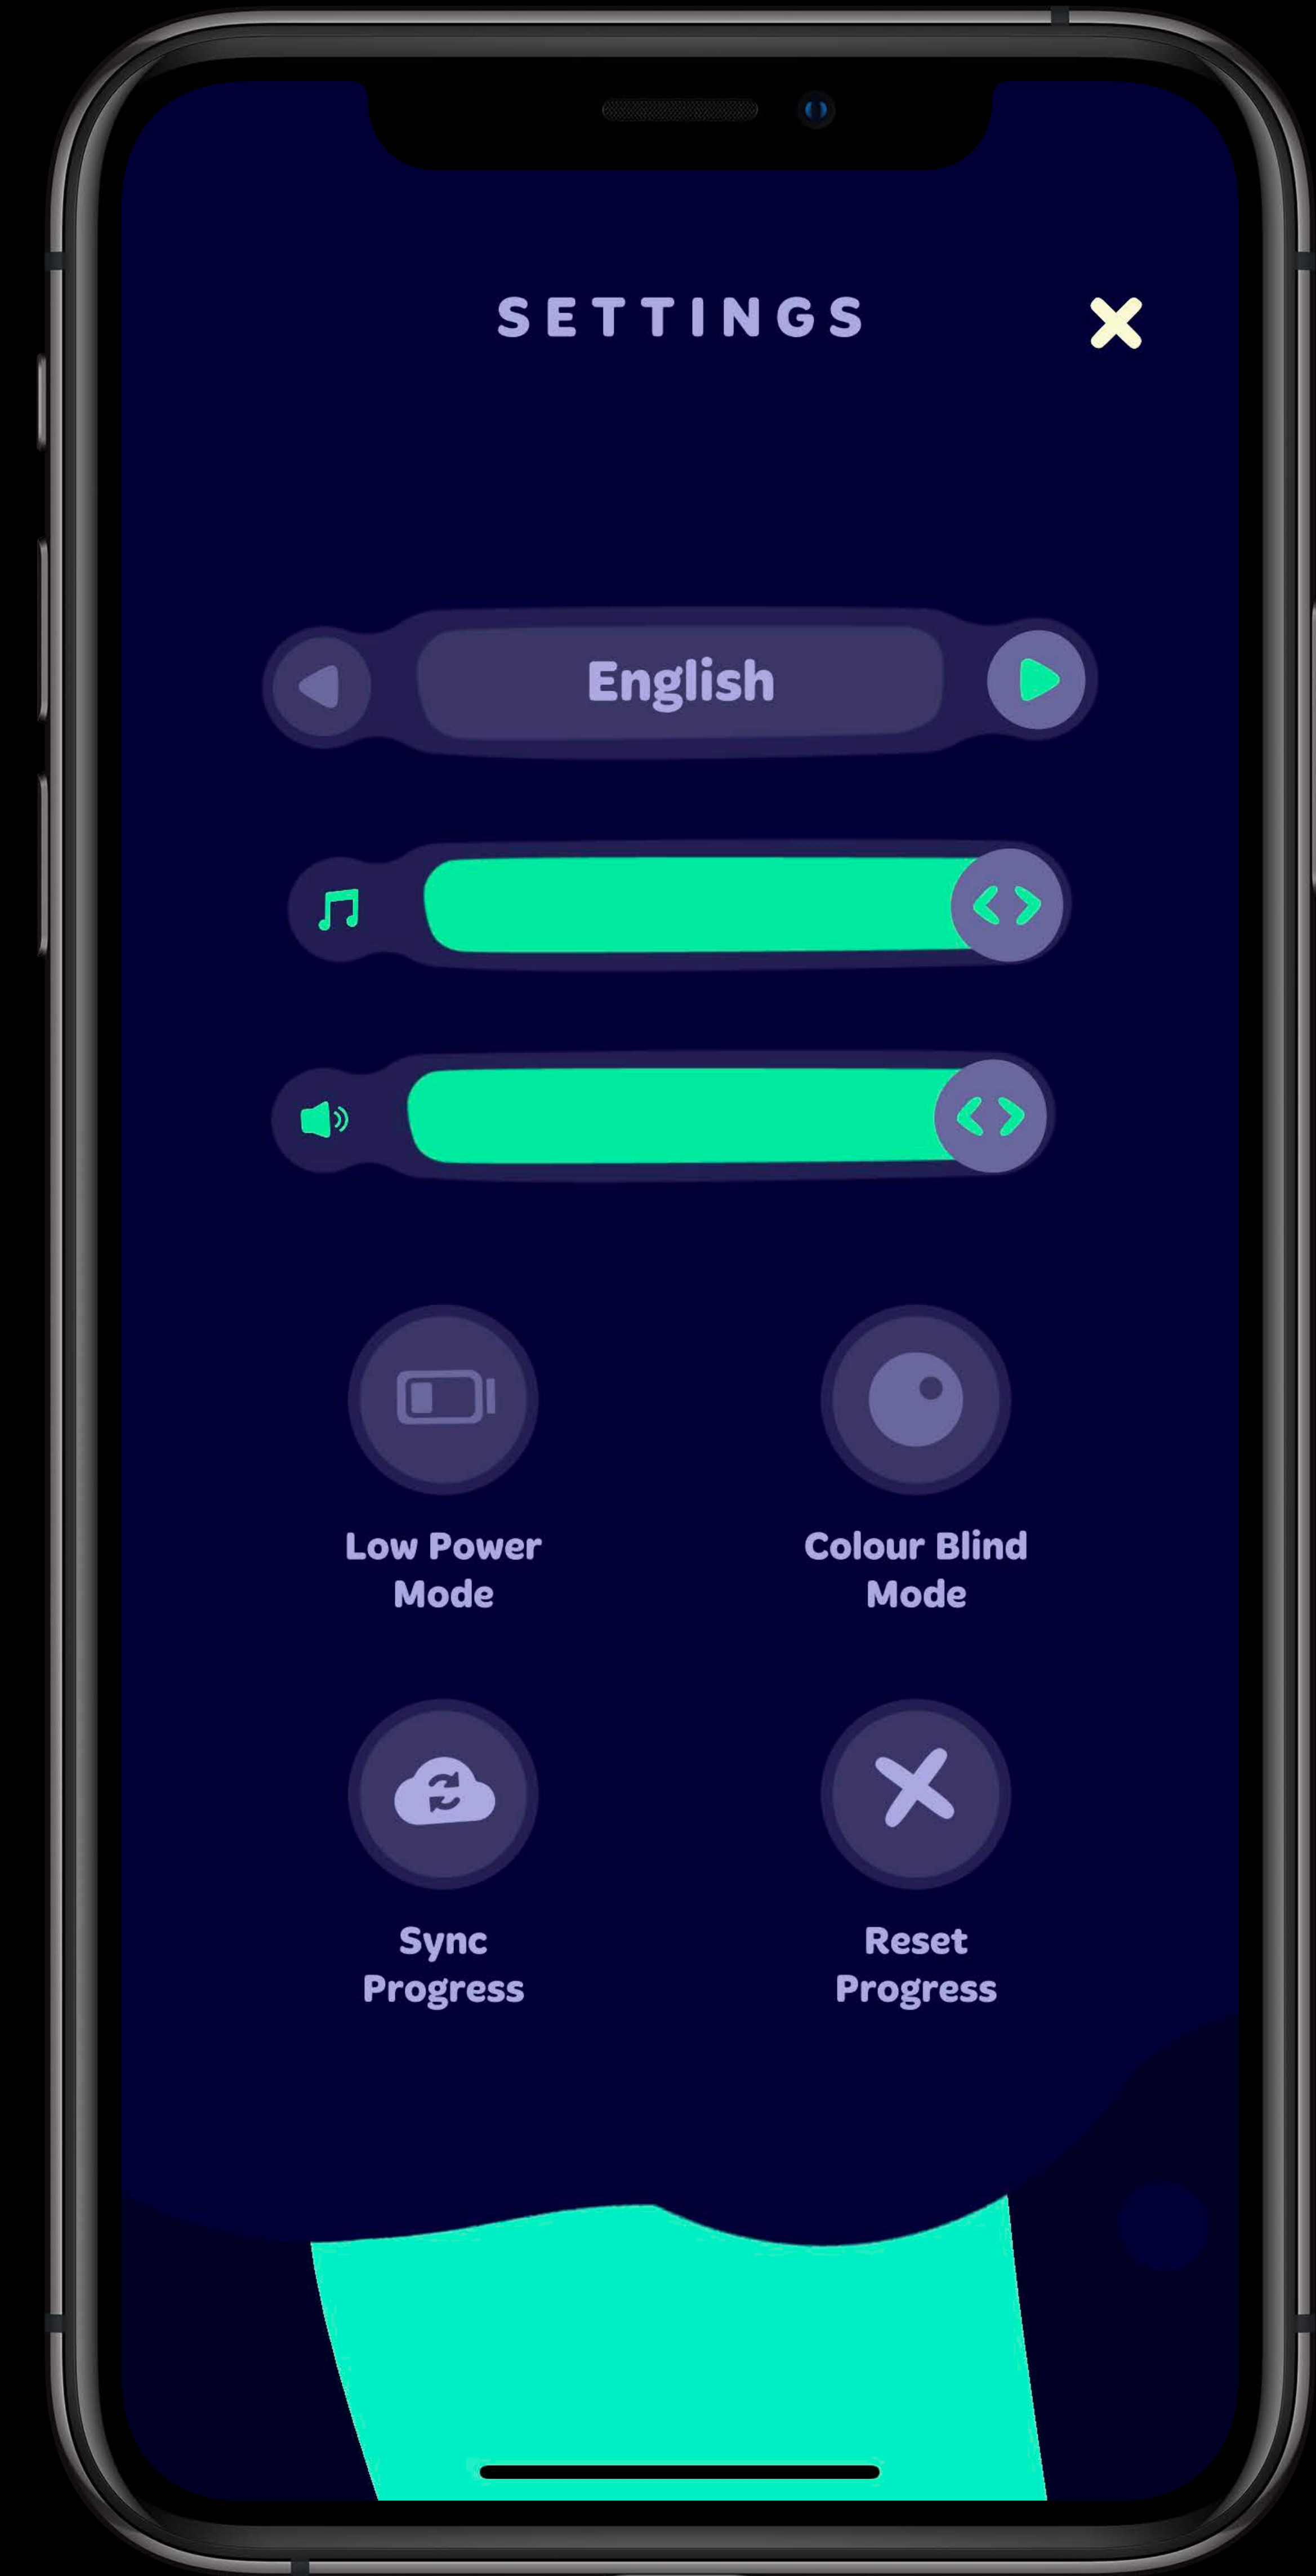 SETTINGS
English
Low Power
Mode
Colour Blind
Mode
Sync
Progress
Reset
Progress